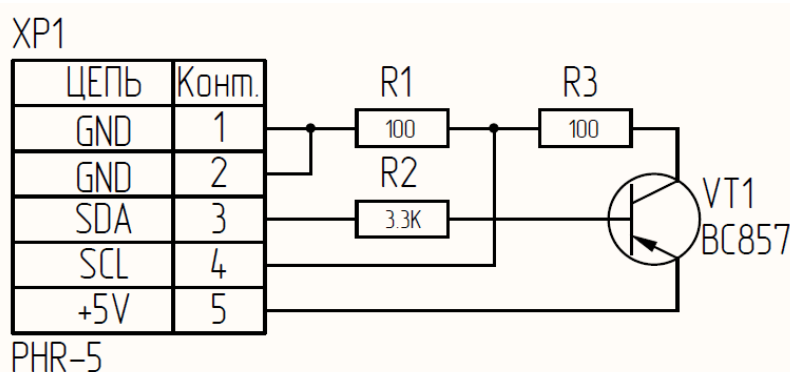 XP1
ЦЕПЬ Конт.
GND 1
GND 2
SDA 3
SCL 4
+5V 5
PHR-5
R1
100
R2
3.3K
R3
100
VT1
BC857